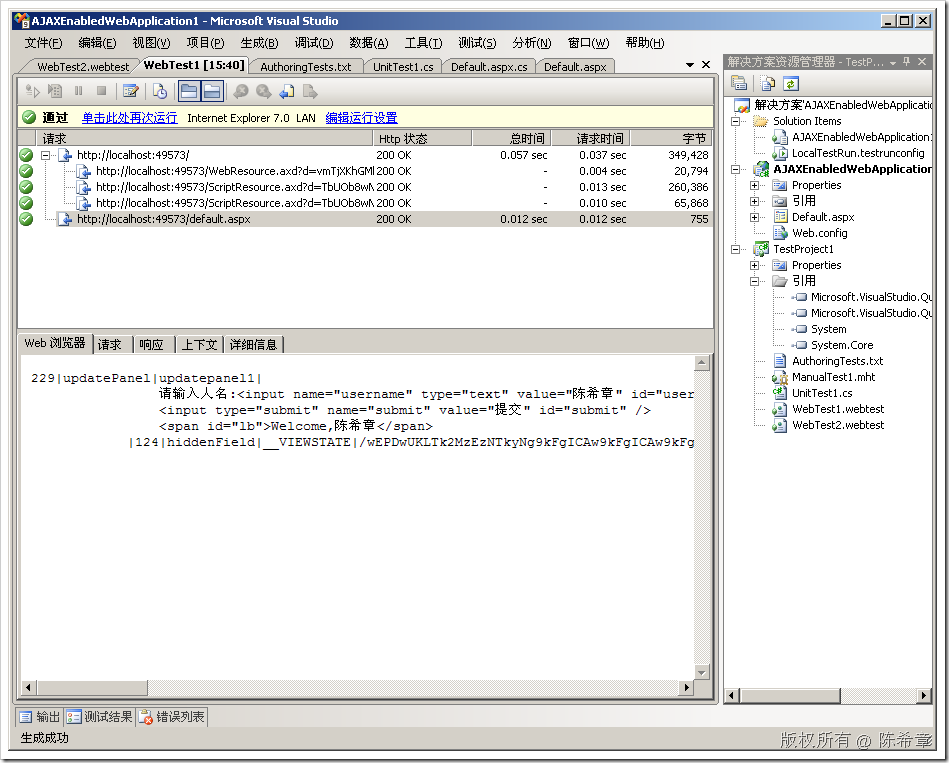 AJAXEnabledWebApplication1 - Microsoft Visual Studio
文件(F) 编辑(E) 视图(V) 项目(P) 生成(B) 调试(D) 数据(A) 工具(T) 测试(S) 分析(N) 窗口(W) 帮助(H)
WebTest2.webtest WebTest1 [15:40] AuthoringTests.txt UnitTest1.cs Default.aspx.cs Default.aspx
通过 单击此处再次运行 Internet Explorer 7.0 LAN 编辑运行设置
请求 Http 状态 总时间 请求时间 字节
http://localhost:49573/ 200 OK 0.057 sec 0.037 sec 349,428
http://localhost:49573/WebResource.axd?d=vmTjXKhGMl 200 OK - 0.004 sec 20,794
http://localhost:49573/ScriptResource.axd?d=TbUOb8wN 200 OK - 0.013 sec 260,386
http://localhost:49573/ScriptResource.axd?d=TbUOb8wN 200 OK - 0.010 sec 65,868
http://localhost:49573/default.aspx 200 OK 0.012 sec 0.012 sec 755
Web 浏览器 请求 响应 上下文 详细信息
229|updatePanel|updatepanel1|
请输入人名:<input name="username" type="text" value="陈希章" id="user
<input type="submit" name="submit" value="提交" id="submit" />
<span id="lb">Welcome,陈希章</span>
|124|hiddenField|__VIEWSTATE|/wEPDwUKLTk2MzEzNTkyNg9kFgICAw9kFgICAw9kFg
解决方案资源管理器 - TestP...
解决方案'AJAXEnabledWebApplicatio
Solution Items
AJAXEnabledWebApplication
LocalTestRun.testrunconfig
AJAXEnabledWebApplication
Properties
引用
Default.aspx
Web.config
TestProject1
Properties
引用
Microsoft.VisualStudio.Qu
Microsoft.VisualStudio.Qu
System
System.Core
AuthoringTests.txt
ManualTest1.mht
UnitTest1.cs
WebTest1.webtest
WebTest2.webtest
输出 测试结果 错误列表
生成成功
版权所有 @ 陈希章